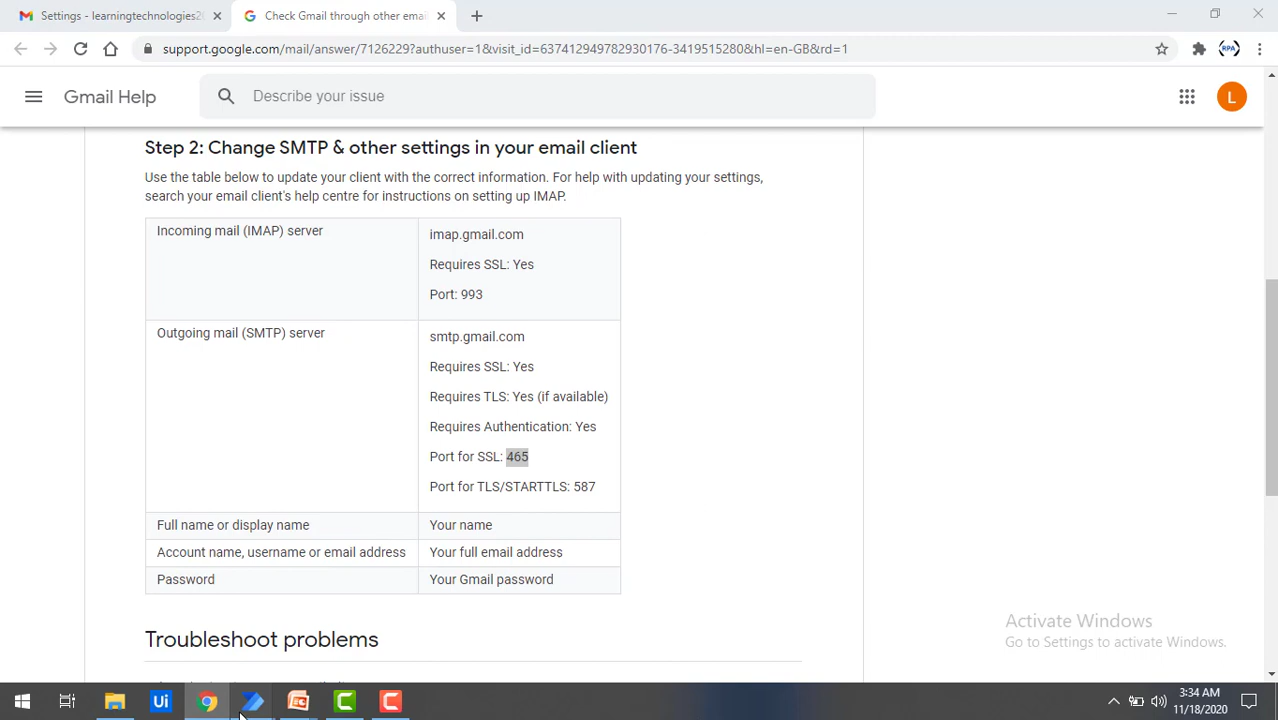 Settings - learningtechnologies2
Check Gmail through other emai
support.google.com/mail/answer/7126229?authuser=1&visit_id=637412949782930176-3419515280&hl=en-GB&rd=1
RPA
Gmail Help
Describe your issue
L
Step 2: Change SMTP & other settings in your email client
Use the table below to update your client with the correct information. For help with updating your settings,
search your email client's help centre for instructions on setting up IMAP.
Incoming mail (IMAP) server
imap.gmail.com
Requires SSL: Yes
Port: 993
Outgoing mail (SMTP) server
smtp.gmail.com
Requires SSL: Yes
Requires TLS: Yes (if available)
Requires Authentication: Yes
Port for SSL: 465
Port for TLS/STARTTLS: 587
Full name or display name
Your name
Account name, username or email address
Your full email address
Password
Your Gmail password
Troubleshoot problems
Activate Windows
Go to Settings to activate Windows.
Ui
3:34 AM
11/18/2020